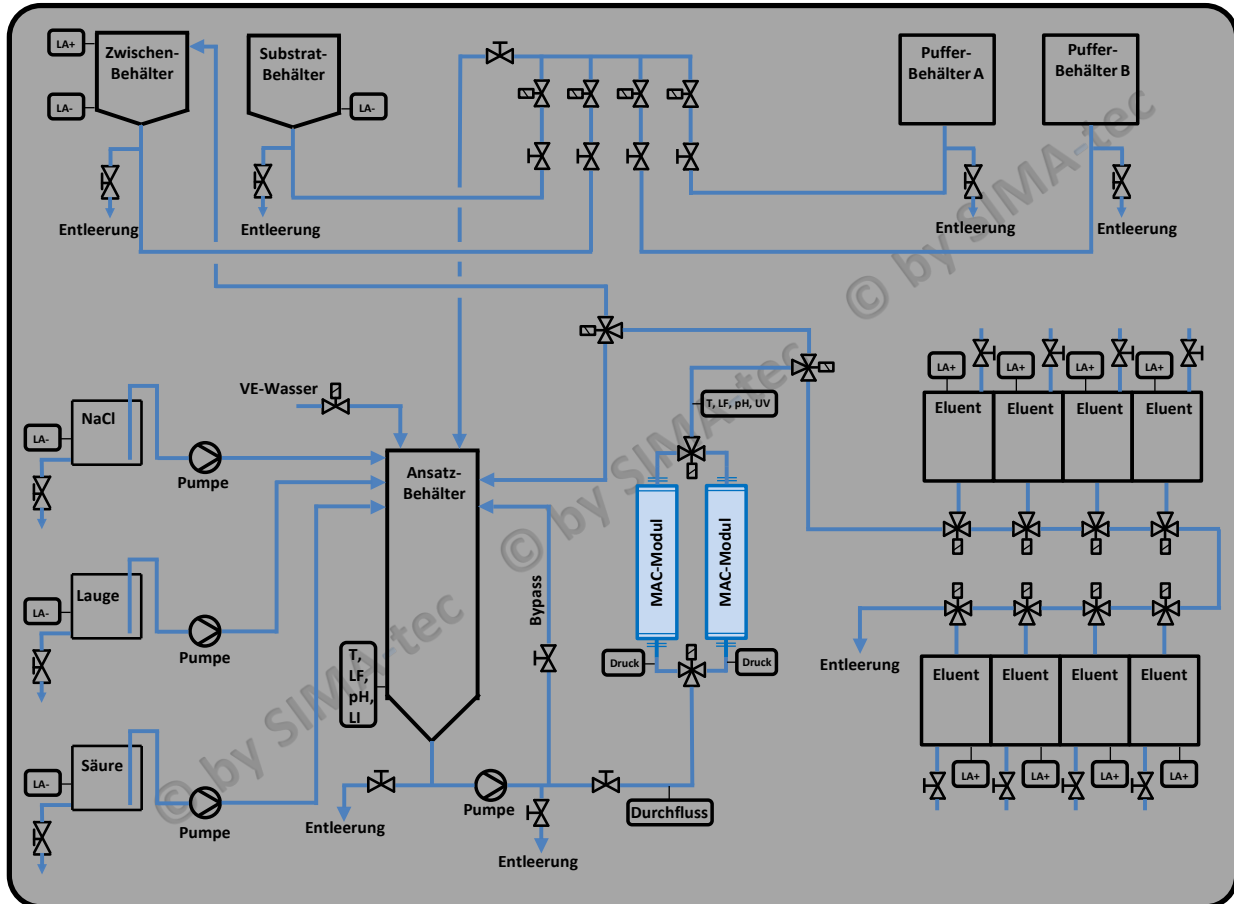 LA+
Zwischen-
Behälter
LA-
Substrat-
Behälter
LA-
Puffer-
Behälter A
Puffer-
Behälter B
Entleerung
Entleerung
Entleerung
Entleerung
© by SIMA-tec
© by SIMA-tec
© by SIMA-tec
VE-Wasser
T, LF, pH, UV
LA+
LA+
LA+
LA+
Eluent
Eluent
Eluent
Eluent
NaCl
LA-
Pumpe
Ansatz-
Behälter
MAC-Modul
MAC-Modul
Bypass
Lauge
LA-
Pumpe
T,
LF,
pH,
LI
Druck
Druck
Entleerung
Eluent
Eluent
Eluent
Eluent
LA+
LA+
LA+
LA+
Säure
LA-
Pumpe
Entleerung
Pumpe
Entleerung
Durchfluss